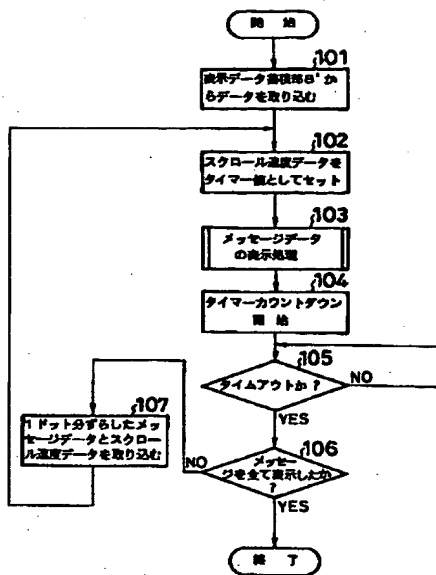 開 始
101
表示データ蓄積部8'か
らデータを取り込む
102
スクロール速度データを
タイマー値としてセット
103
メッセージデータ
の表示処理
104
タイマーカウントダウン
開 始
105
タイムアウトか?
NO
YES
106
メッセー
ジを全て表示したか
?
NO
YES
107
1ドット分ずらしたメッ
セージデータとスクロー
ル速度データを取り込む
終 了